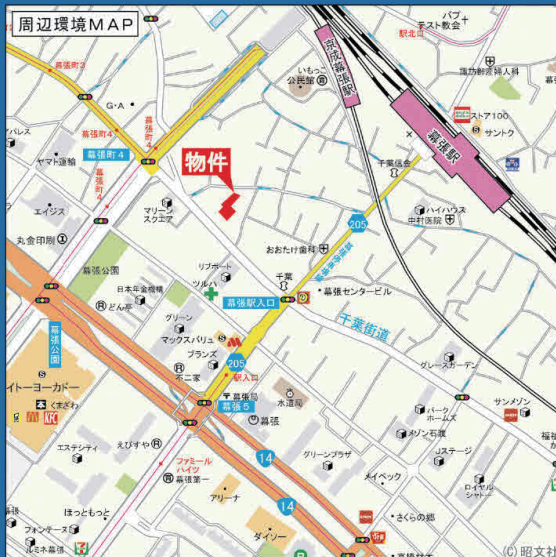 周辺環境MAP
パブ
テスト教会
駅北口
諏訪齢産婦人科
いもっこ
公民館
京成幕張駅
幕張町3
G・A
幕張町4
幕張町4
幕張町4
ヤマト運輸
物件
千葉信金
ストア100
サントク
幕張駅
ハイハウス
中村医院
エイジス
丸金印刷
マリーン
スクエア
205
おおたけ歯科
幕張公園
日本年金機構
リブポート
ツルハ
千葉
幕張駅入口
幕張センタービル
千葉街道
どん亭
グリーン
マックスバリュ
ブランズ
幕張公園
不二家
205
駅入口
グレースガーデン
イトーヨーカドー
くまざわ
KFC
幕張局
幕張5
水道局
幕張
サンメゾン
パーク
ホームズ
メゾン石渡
エステシティ
えびすや
14
グリーンプラザ
Jステージ
ファミール
ハイツ
幕張第一
メイペック
ロイヤル
シャトー
アリーナ
14
ほっともっと
さくらの郷
フォンテーヌ
ルミネ幕張
ダイソー
(C)昭文社